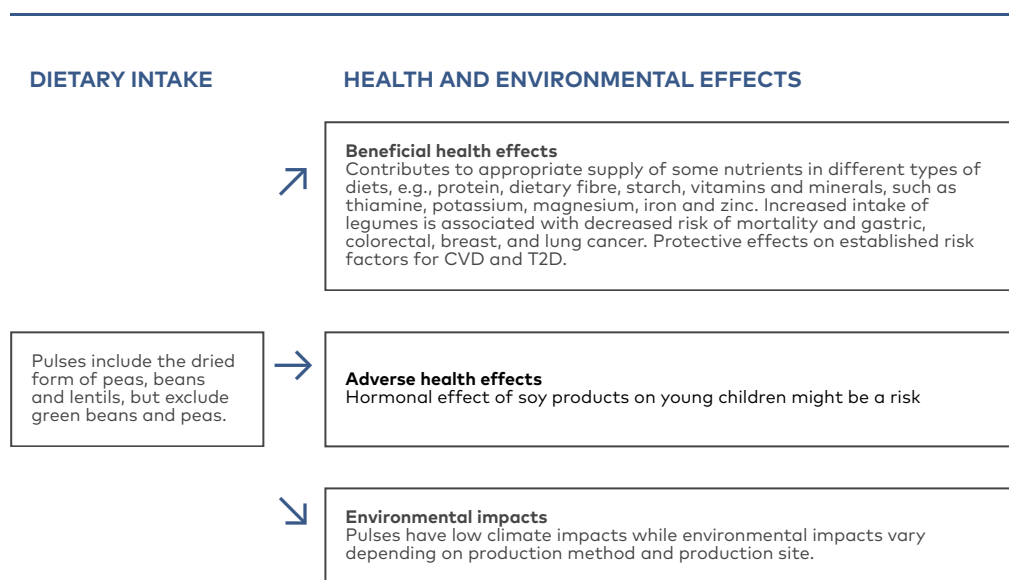 DIETARY INTAKE
HEALTH AND ENVIRONMENTAL EFFECTS
Beneficial health effects
Contributes to appropriate supply of some nutrients in different types of
diets, e.g., protein, dietary fibre, starch, vitamins and minerals, such as
thiamine, potassium, magnesium, iron and zinc. Increased intake of
legumes is associated with decreased risk of mortality and gastric,
colorectal, breast, and lung cancer. Protective effects on established risk
factors for CVD and T2D.
Pulses include the dried
form of peas, beans
and lentils, but exclude
green beans and peas.
Adverse health effects
Hormonal effect of soy products on young children might be a risk
Environmental impacts
Pulses have low climate impacts while environmental impacts vary
depending on production method and production site.